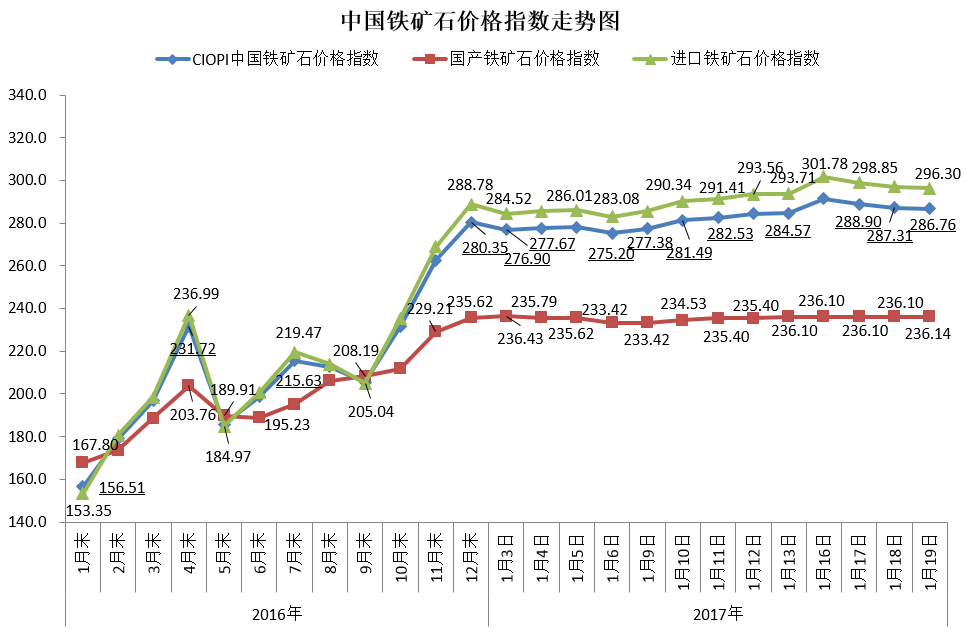 中国铁矿石价格指数走势图
CIOPI中国铁矿石价格指数 国产铁矿石价格指数 进口铁矿石价格指数
340.0
320.0
300.0
280.0
260.0
240.0
220.0
200.0
180.0
160.0
140.0
301.78 298.85
293.56 293.71 296.30
288.78 284.52 286.01 283.08 290.34 291.41
280.35 276.90 277.67 275.20 277.38 281.49 282.53 284.57 288.90 287.31 286.76
236.99 229.21 235.62 235.79 233.42 234.53 235.40 236.10 236.10
231.72 219.47 208.19 236.43 235.62 233.42 235.40 236.10 236.10 236.14
203.76 189.91 215.63 205.04
167.80 184.97 195.23
156.51
153.35
1月末 2月末 3月末 4月末 5月末 6月末 7月末 8月末 9月末 10月末 11月末 12月末 1月3日 1月4日 1月5日 1月6日 1月9日 1月10日 1月11日 1月12日 1月13日 1月16日 1月17日 1月18日 1月19日
2016年 2017年